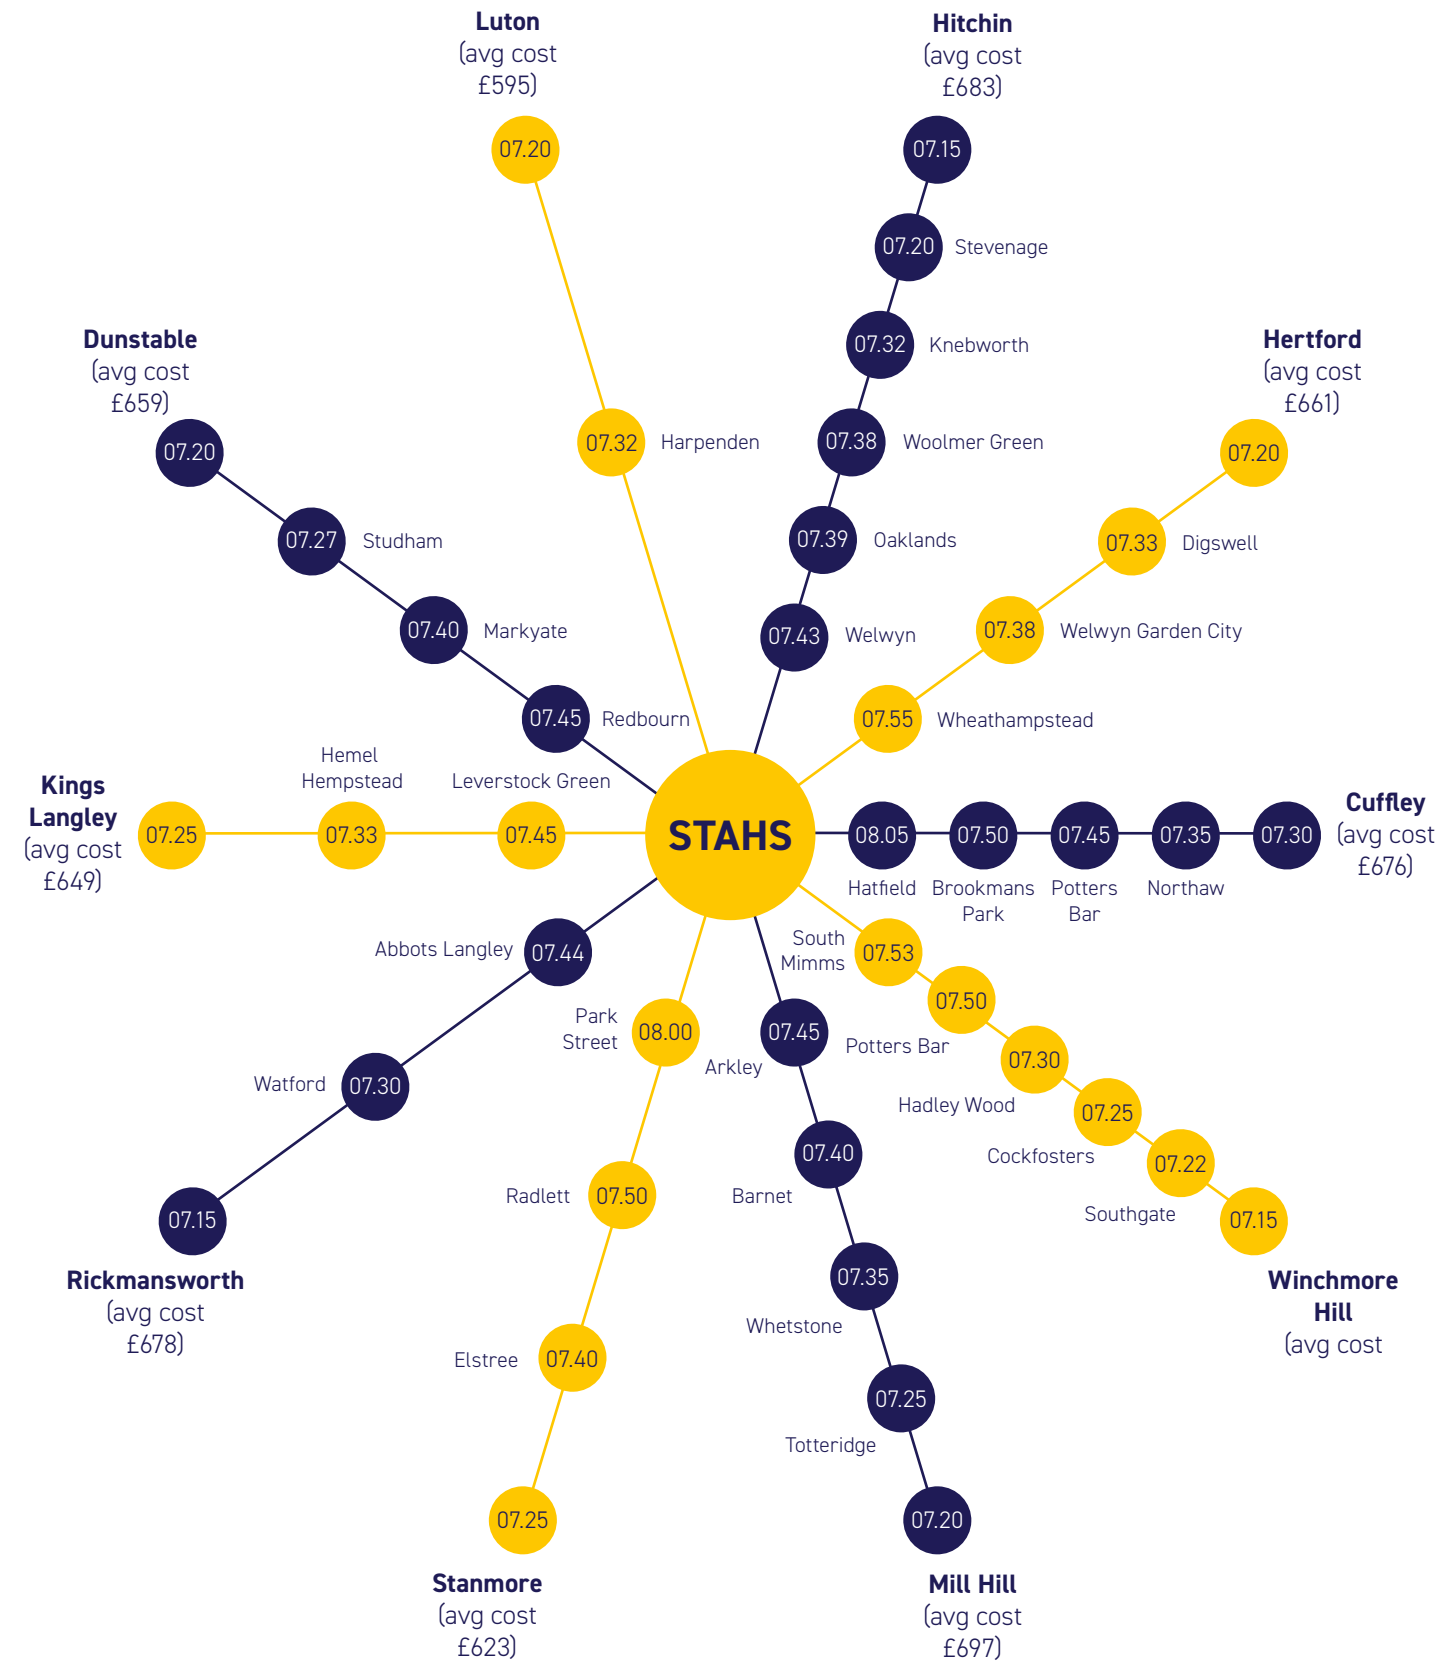 Luton
(avg cost
£595)
07.20
07.32
Harpenden
Hitchin
(avg cost
£683)
07.15
07.20
Stevenage
07.32
Knebworth
07.38
Woolmer Green
07.39
Oaklands
07.43
Welwyn
Dunstable
(avg cost
£659)
07.20
07.27
Studham
07.40
Markyate
07.45
Redbourn
Hertford
(avg cost
£661)
07.20
07.33
Digswell
07.38
Welwyn Garden City
07.55
Wheathampstead
Kings
Langley
(avg cost
£649)
07.25
Hemel
Hempstead
07.33
Leverstock Green
07.45
STAHS
08.05
Hatfield
07.50
Brookmans
Park
07.45
Potters
Bar
07.35
Northaw
07.30
Cuffley
(avg cost
£676)
Abbots Langley
07.44
Watford
07.30
07.15
Rickmansworth
(avg cost
£678)
Park
Street
08.00
Radlett
07.50
Elstree
07.40
07.25
Stanmore
(avg cost
£623)
07.45
Arkley
07.40
Barnet
07.35
Whetstone
07.25
Totteridge
07.20
Mill Hill
(avg cost
£697)
South
Mimms
07.53
07.50
Potters Bar
07.30
Hadley Wood
07.25
Cockfosters
07.22
Southgate
07.15
Winchmore
Hill
(avg cost